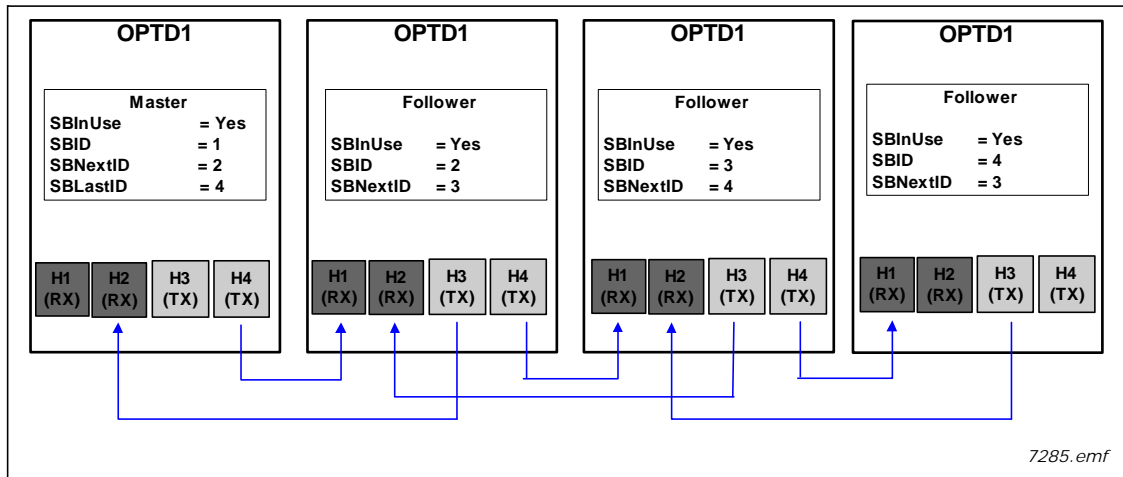 OPTD1
Master
SBInUse = Yes
SBID = 1
SBNextID = 2
SBLastID = 4
H1 (RX)
H2 (RX)
H3 (TX)
H4 (TX)
OPTD1
Follower
SBInUse = Yes
SBID = 2
SBNextID = 3
H1 (RX)
H2 (RX)
H3 (TX)
H4 (TX)
OPTD1
Follower
SBInUse = Yes
SBID = 3
SBNextID = 4
H1 (RX)
H2 (RX)
H3 (TX)
H4 (TX)
OPTD1
Follower
SBInUse = Yes
SBID = 4
SBNextID = 3
H1 (RX)
H2 (RX)
H3 (TX)
H4 (TX)
7285.emf